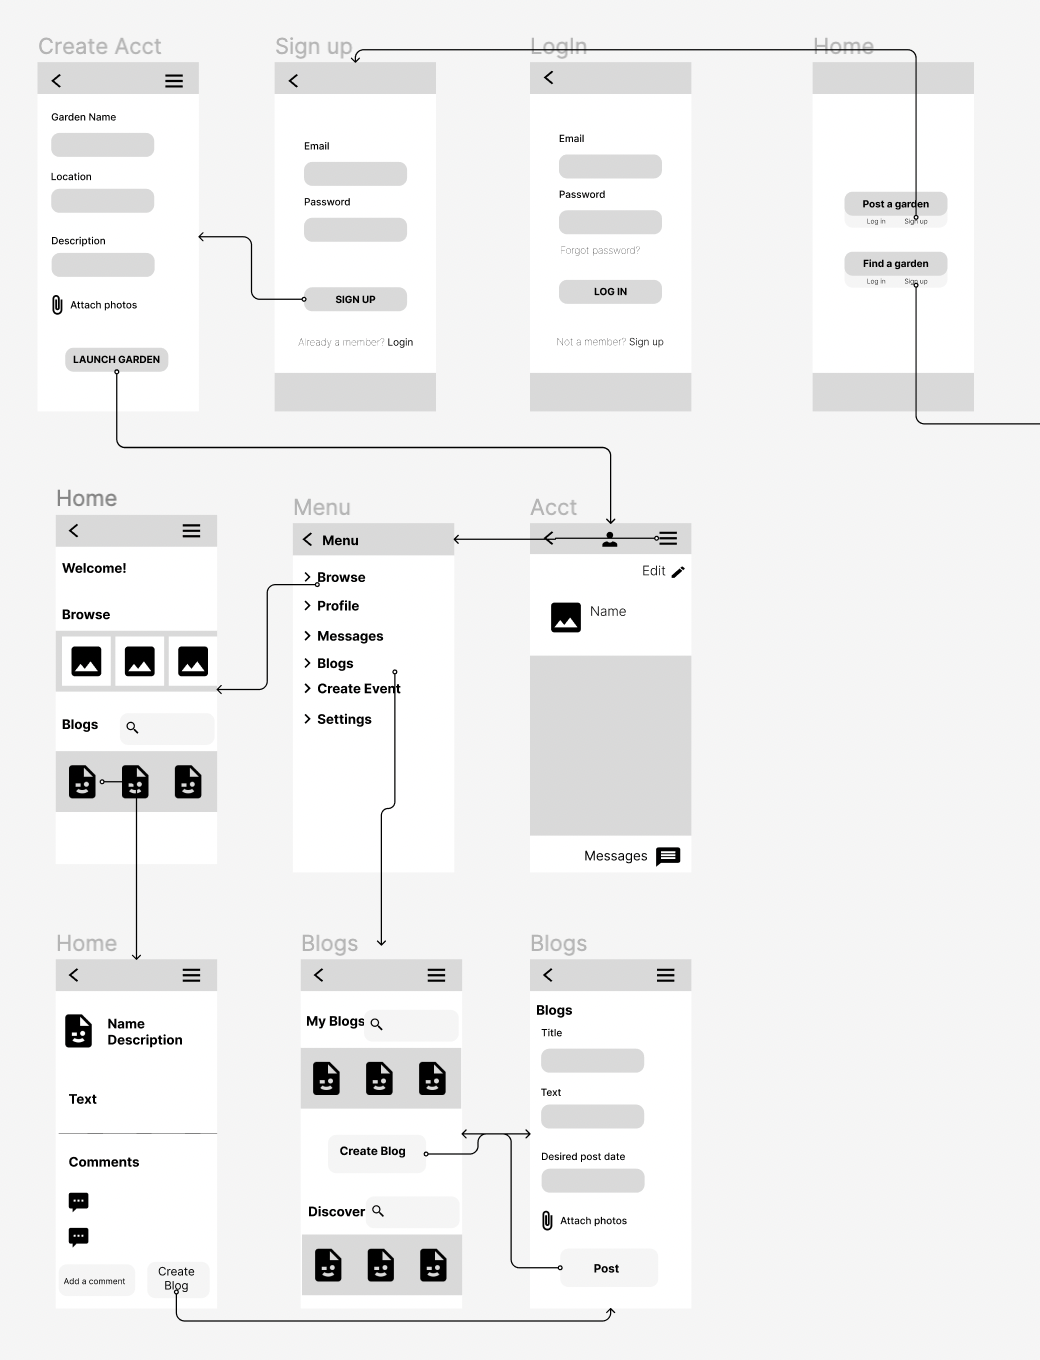 Create Acct
Garden Name
Location
Description
Attach photos
LAUNCH GARDEN
Sign up
Email
Password
SIGN UP
Already a member? Login
LogIn
Email
Password
Forgot password?
LOG IN
Not a member? Sign up
Home
Post a garden
Log in Sign up
Find a garden
Log in Sign up
Home
Welcome!
Browse
Blogs
Menu
Menu
Browse
Profile
Messages
Blogs
Create Event
Settings
Acct
Edit
Name
Messages
Home
Name
Description
Text
Comments
Add a comment
Create
Blog
Blogs
My Blogs
Create Blog
Discover
Blogs
Blogs
Title
Text
Desired post date
Attach photos
Post